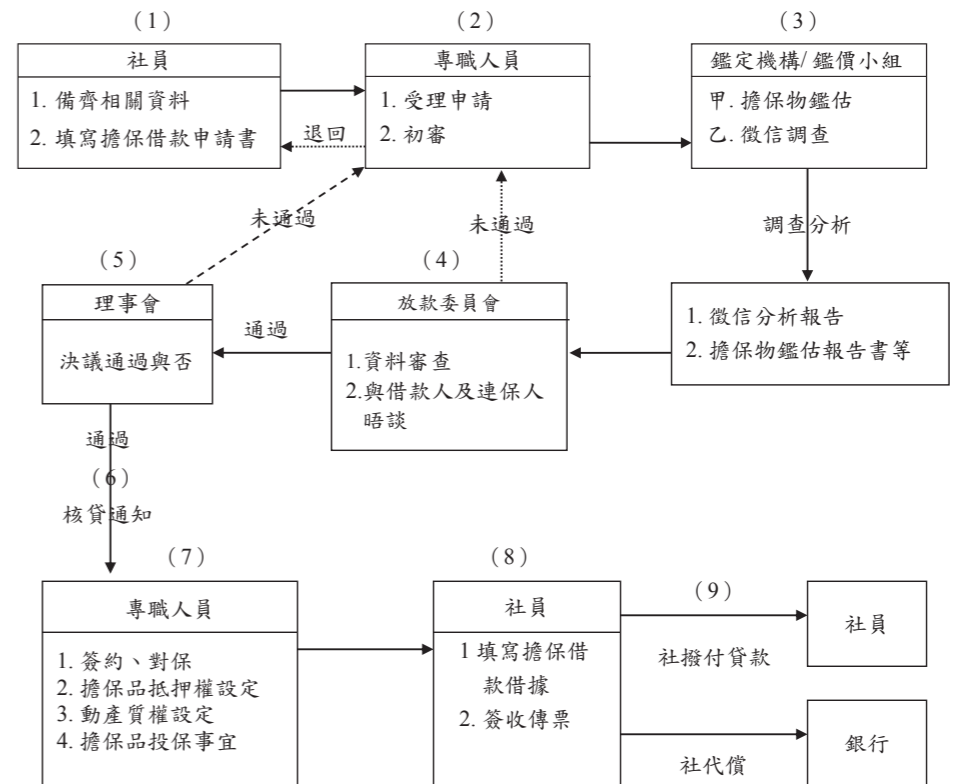 （1）
社員
1. 備齊相關資料
2. 填寫擔保借款申請書
（2）
專職人員
1. 受理申請
2. 初審
退回
（3）
鑑定機構/ 鑑價小組
甲. 擔保物鑑估
乙. 徵信調查
未通過
未通過
調查分析
（5）
理事會
決議通過與否
通過
（4）
放款委員會
1.資料審查
2.與借款人及連保人
晤談
1. 徵信分析報告
2. 擔保物鑑估報告書等
通過
（6）
核貸通知
（7）
專職人員
1. 簽約、對保
2. 擔保品抵押權設定
3. 動產質權設定
4. 擔保品投保事宜
（8）
社員
1 填寫擔保借
款借據
2. 簽收傳票
（9）
社撥付貸款
社員
社代償
銀行